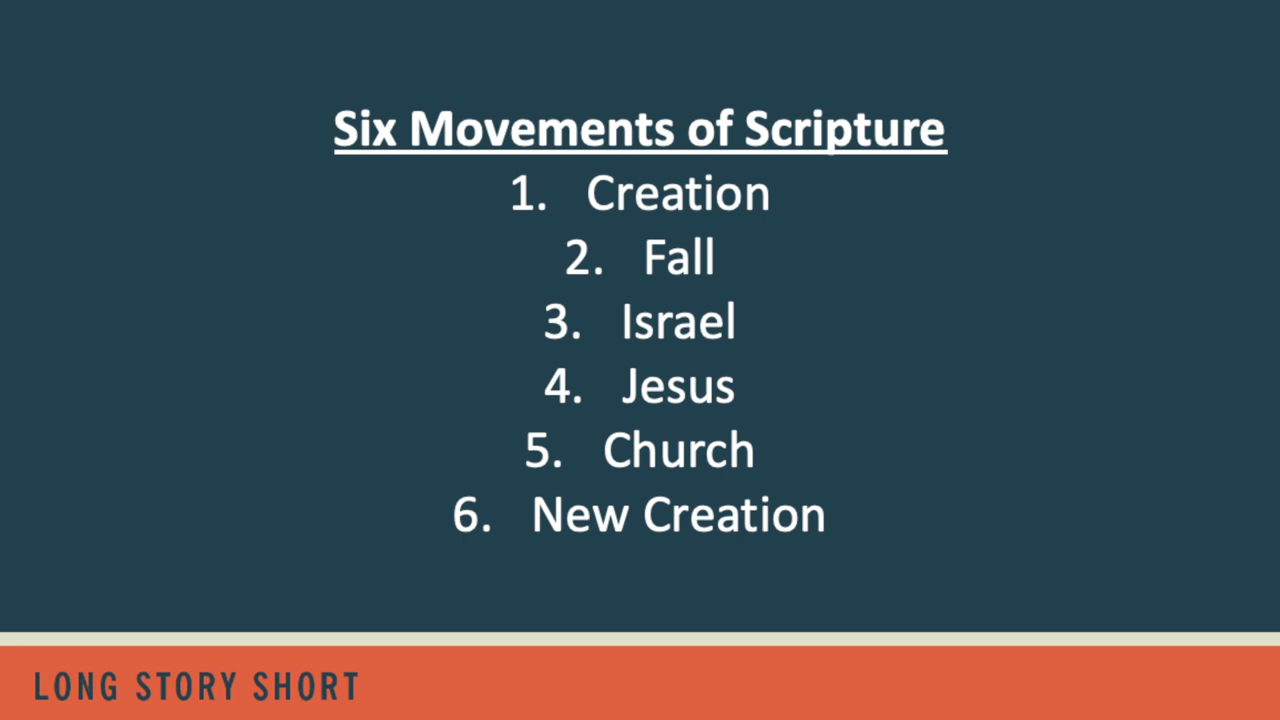 Six Movements of Scripture
1. Creation
2. Fall
3. Israel
4. Jesus
5. Church
6. New Creation
LONG STORY SHORT